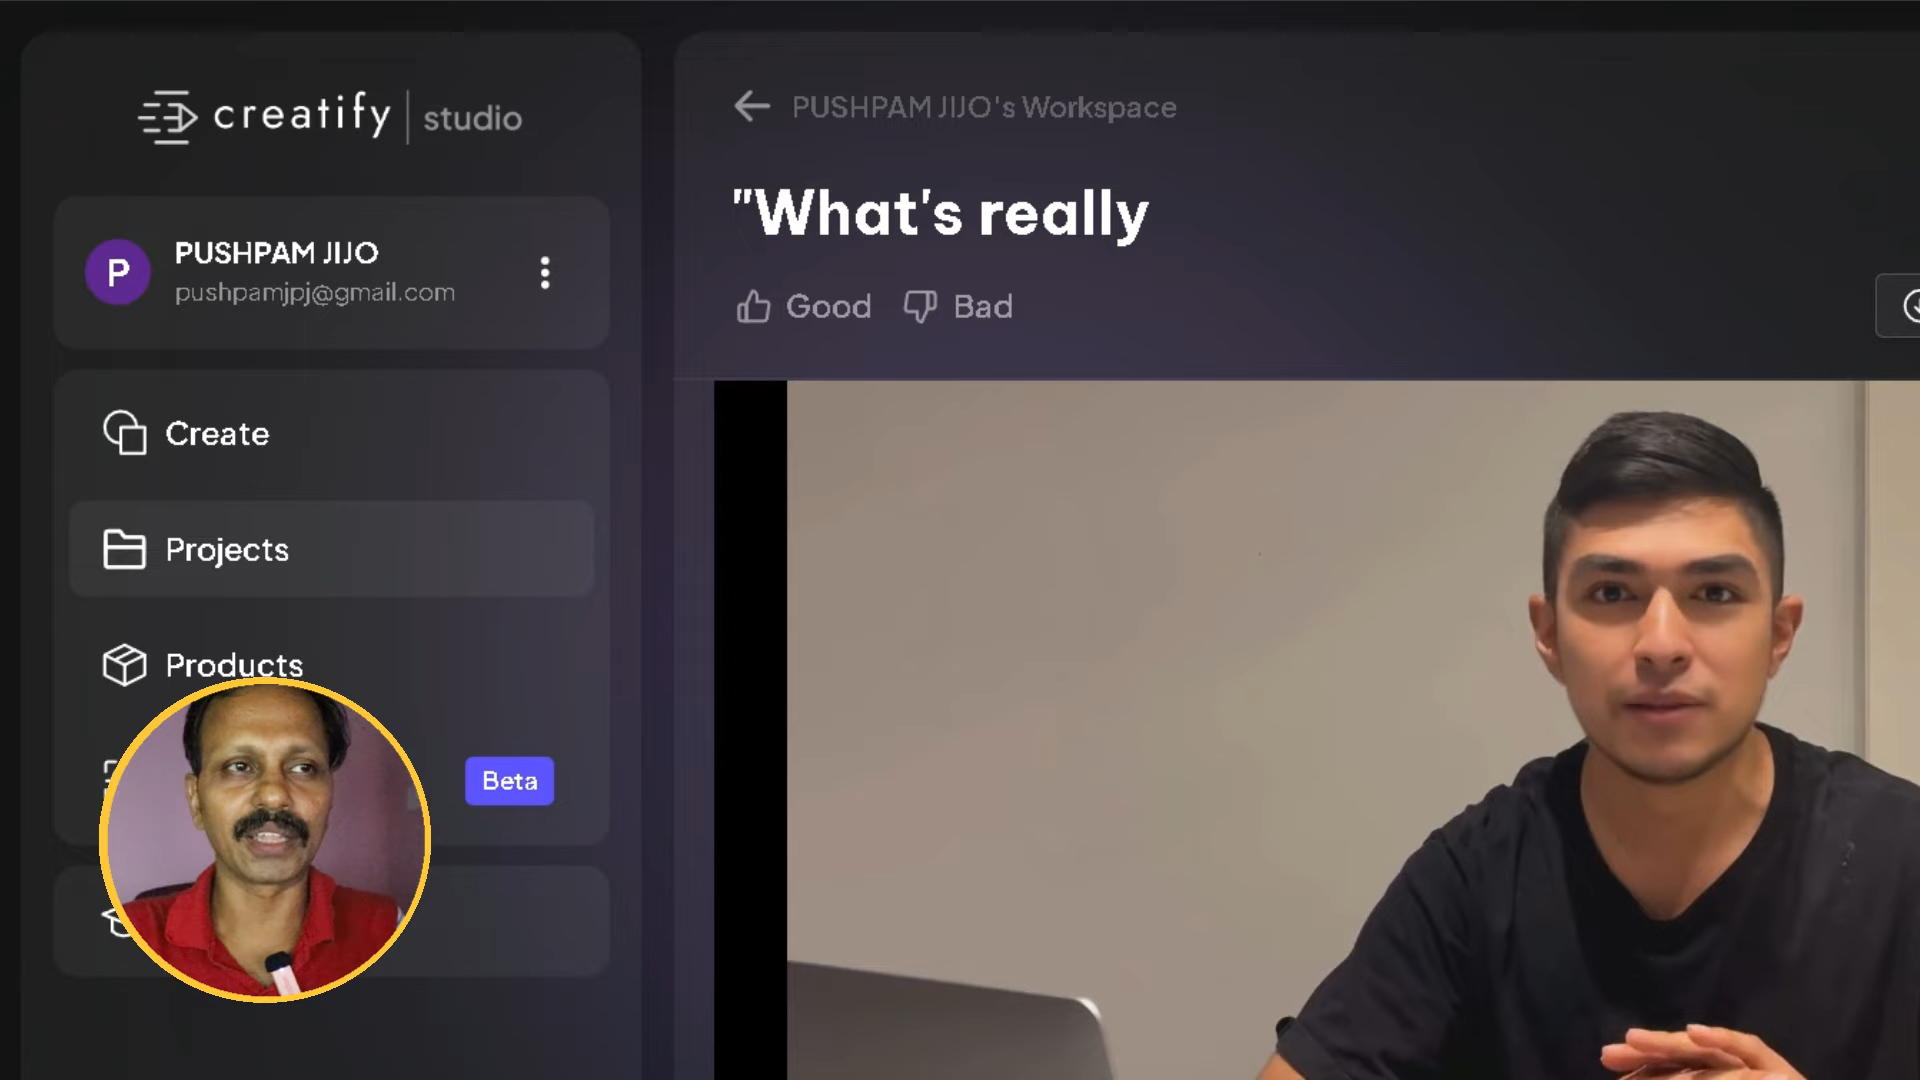 creatify | studio
PUSHPAM JIJO's Workspace
"What's really
P
PUSHPAM JIJO
pushpamjpj@gmail.com
Good
Bad
Create
Projects
Products
Beta